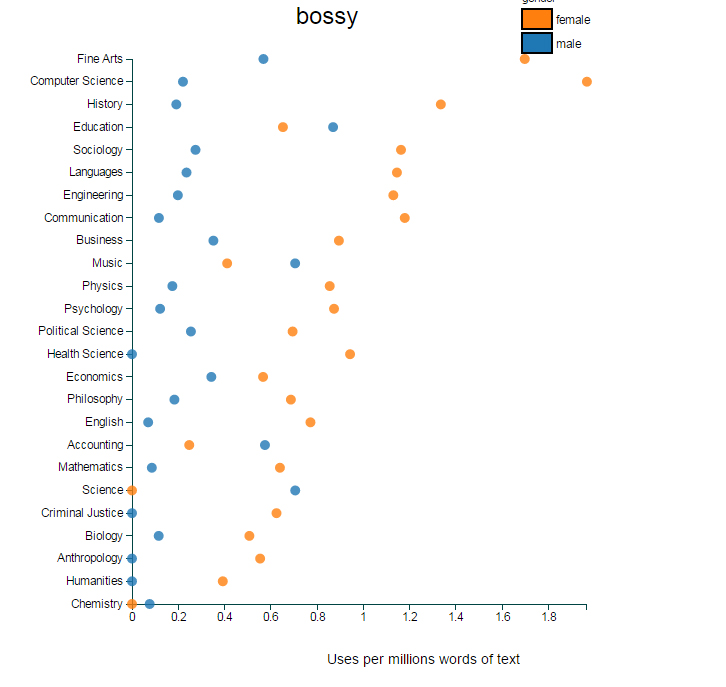 bossy
gender
female
male
Fine Arts
Computer Science
History
Education
Sociology
Languages
Engineering
Communication
Business
Music
Physics
Psychology
Political Science
Health Science
Economics
Philosophy
English
Accounting
Mathematics
Science
Criminal Justice
Biology
Anthropology
Humanities
Chemistry
0 0.2 0.4 0.6 0.8 1 1.2 1.4 1.6 1.8
Uses per millions words of text